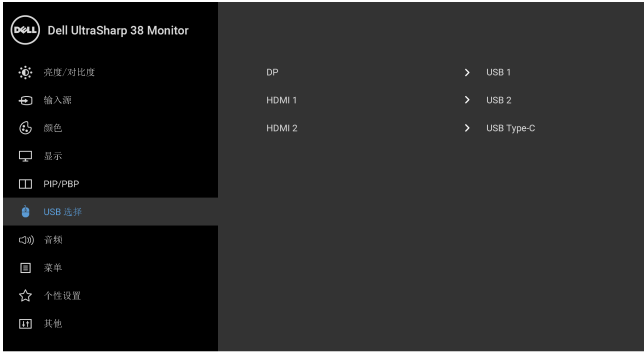 DELL Dell UltraSharp 38 Monitor
亮度/对比度 DP USB 1
输入源 HDMI 1 USB 2
颜色 HDMI 2 USB Type-C
显示
PIP/PBP
USB 选择
音频
菜单
个性设置
其他